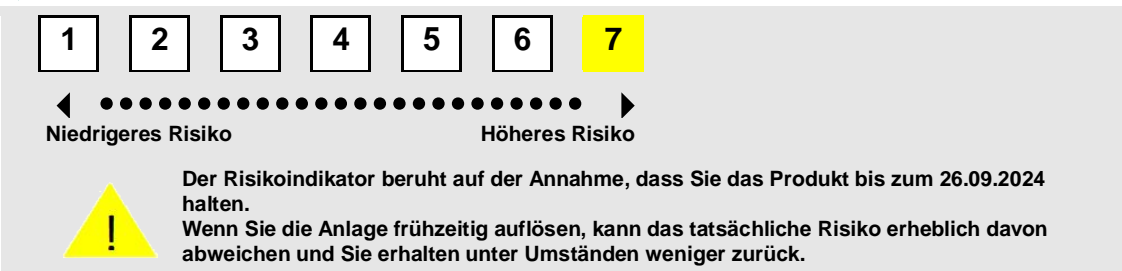 1 2 3 4 5 6 7
Niedrigeres Risiko Höheres Risiko
Der Risikoindikator beruht auf der Annahme, dass Sie das Produkt bis zum 26.09.2024
halten.
Wenn Sie die Anlage frühzeitig auflösen, kann das tatsächliche Risiko erheblich davon
abweichen und Sie erhalten unter Umständen weniger zurück.
!